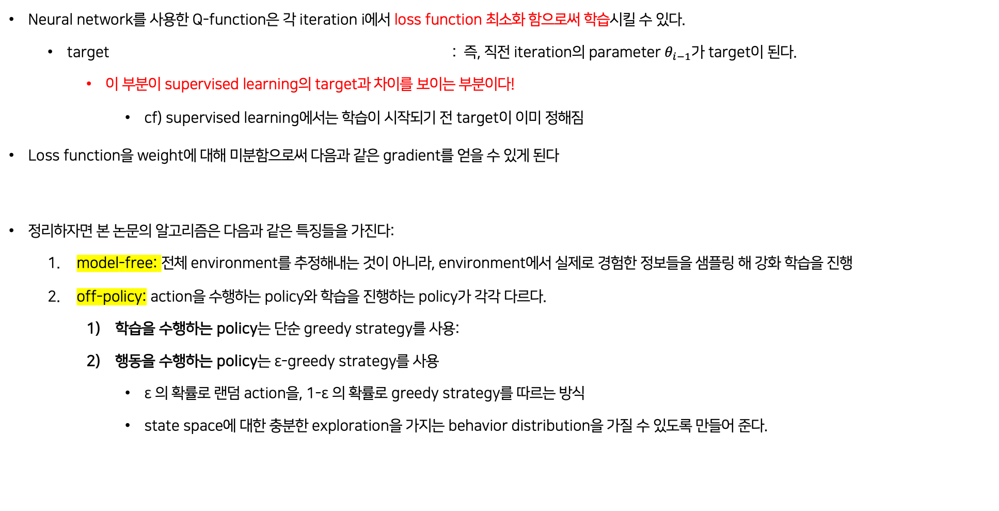 • Neural network를 사용한 Q-function은 각 iteration i에서 loss function 최소화 함으로써 학습시킬 수 있다.
• target : 즉, 직전 iteration의 parameter θᵢ₋₁가 target이 된다.
• 이 부분이 supervised learning의 target과 차이를 보이는 부분이다!
• cf) supervised learning에서는 학습이 시작되기 전 target이 이미 정해짐
• Loss function을 weight에 대해 미분함으로써 다음과 같은 gradient를 얻을 수 있게 된다
• 정리하자면 본 논문의 알고리즘은 다음과 같은 특징들을 가진다:
1. model-free: 전체 environment를 추정해내는 것이 아니라, environment에서 실제로 경험한 정보들을 샘플링 해 강화 학습을 진행
2. off-policy: action을 수행하는 policy와 학습을 진행하는 policy가 각각 다르다.
1) 학습을 수행하는 policy는 단순 greedy strategy를 사용:
2) 행동을 수행하는 policy는 ε-greedy strategy를 사용
• ε 의 확률로 랜덤 action을, 1-ε 의 확률로 greedy strategy를 따르는 방식
• state space에 대한 충분한 exploration을 가지는 behavior distribution을 가질 수 있도록 만들어 준다.